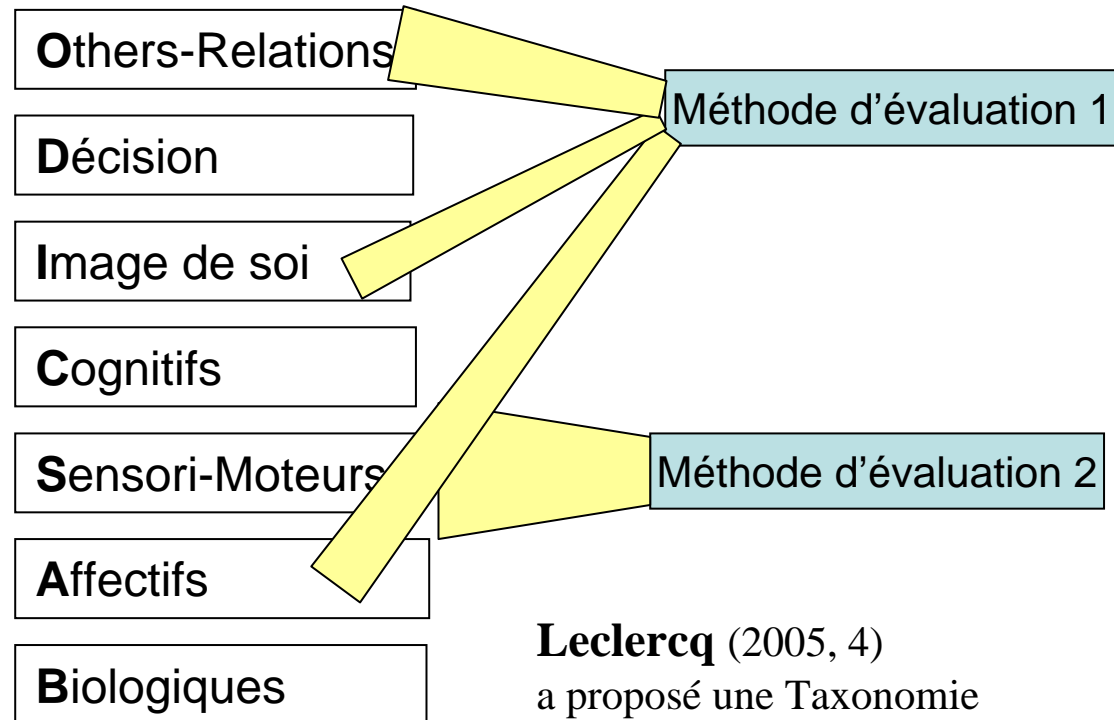 Others-Relations
Méthode d'évaluation 1
Décision
Image de soi
Cognitifs
Sensori-Moteurs
Méthode d'évaluation 2
Affectifs
Biologiques
Leclercq (2005, 4)
a proposé une Taxonomie